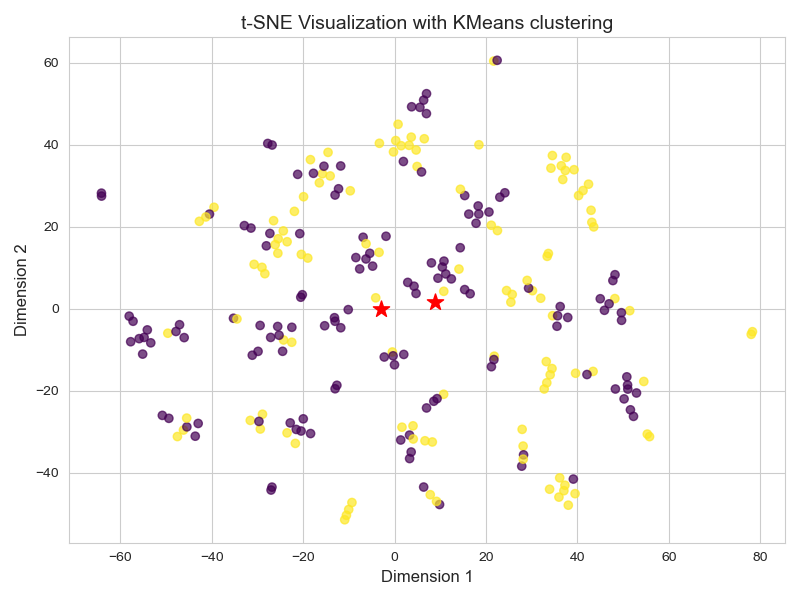 t-SNE Visualization with KMeans clustering
60
40
20
0
−20
−40
Dimension 2
−60 −40 −20 0 20 40 60 80
Dimension 1